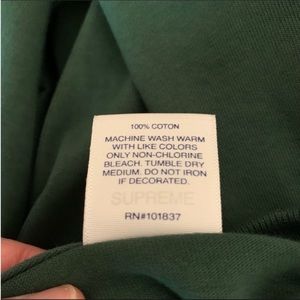 100% COTON
MACHINE WASH WARM
WITH LIKE COLORS
ONLY NON-CHLORINE
BLEACH. TUMBLE DRY
MEDIUM. DO NOT IRON
IF DECORATED.
SUPREME
RN#101837